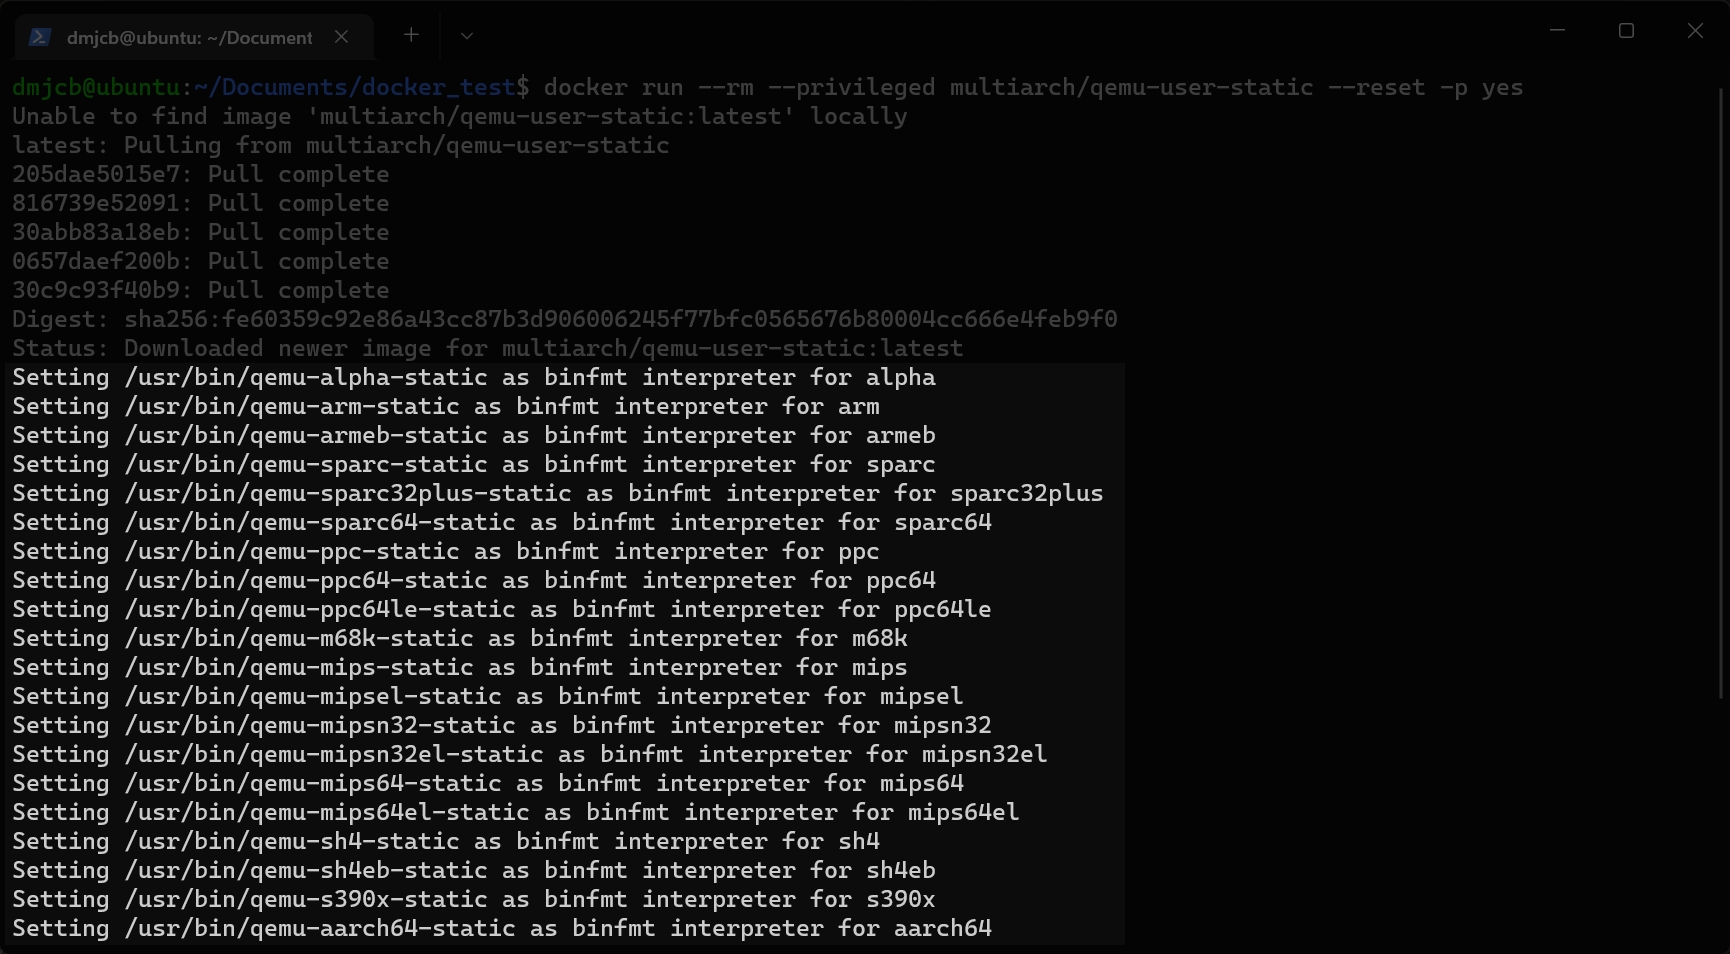 dmjcb@ubuntu: ~/Document
dmjcb@ubuntu:~/Documents/docker_test$ docker run --rm --privileged multiarch/qemu-user-static --reset -p yes
Unable to find image 'multiarch/qemu-user-static:latest' locally
latest: Pulling from multiarch/qemu-user-static
205dae5015e7: Pull complete
816739e52091: Pull complete
30abb83a18eb: Pull complete
0657daef200b: Pull complete
30c9c93f40b9: Pull complete
Digest: sha256:fe60359c92e86a43cc87b3d906006245f77bfc0565676b80004cc666e4feb9f0
Status: Downloaded newer image for multiarch/qemu-user-static:latest
Setting /usr/bin/qemu-alpha-static as binfmt interpreter for alpha
Setting /usr/bin/qemu-arm-static as binfmt interpreter for arm
Setting /usr/bin/qemu-armeb-static as binfmt interpreter for armeb
Setting /usr/bin/qemu-sparc-static as binfmt interpreter for sparc
Setting /usr/bin/qemu-sparc32plus-static as binfmt interpreter for sparc32plus
Setting /usr/bin/qemu-sparc64-static as binfmt interpreter for sparc64
Setting /usr/bin/qemu-ppc-static as binfmt interpreter for ppc
Setting /usr/bin/qemu-ppc64-static as binfmt interpreter for ppc64
Setting /usr/bin/qemu-ppc64le-static as binfmt interpreter for ppc64le
Setting /usr/bin/qemu-m68k-static as binfmt interpreter for m68k
Setting /usr/bin/qemu-mips-static as binfmt interpreter for mips
Setting /usr/bin/qemu-mipsel-static as binfmt interpreter for mipsel
Setting /usr/bin/qemu-mipsn32-static as binfmt interpreter for mipsn32
Setting /usr/bin/qemu-mipsn32el-static as binfmt interpreter for mipsn32el
Setting /usr/bin/qemu-mips64-static as binfmt interpreter for mips64
Setting /usr/bin/qemu-mips64el-static as binfmt interpreter for mips64el
Setting /usr/bin/qemu-sh4-static as binfmt interpreter for sh4
Setting /usr/bin/qemu-sh4eb-static as binfmt interpreter for sh4eb
Setting /usr/bin/qemu-s390x-static as binfmt interpreter for s390x
Setting /usr/bin/qemu-aarch64-static as binfmt interpreter for aarch64